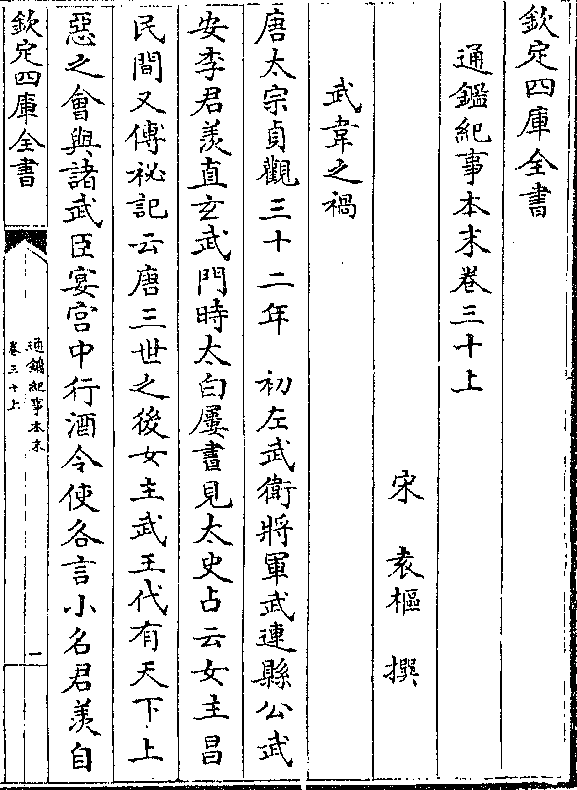 欽定四庫全書
通鑑紀事本末卷三十上
宋 袁樞 撰
武韋之禍
唐太宗貞觀三十二年 初左武衛將軍武連縣公武
安李君羨直玄武門時太白屢書見太史占云女主昌
民間又傳祕記云唐三世之後女主武王代有天下上
惡之會與諸武臣宴宮中行酒令使各言小名君羨自
欽定四庫全書
通鑑紀事本末
卷三十上
一